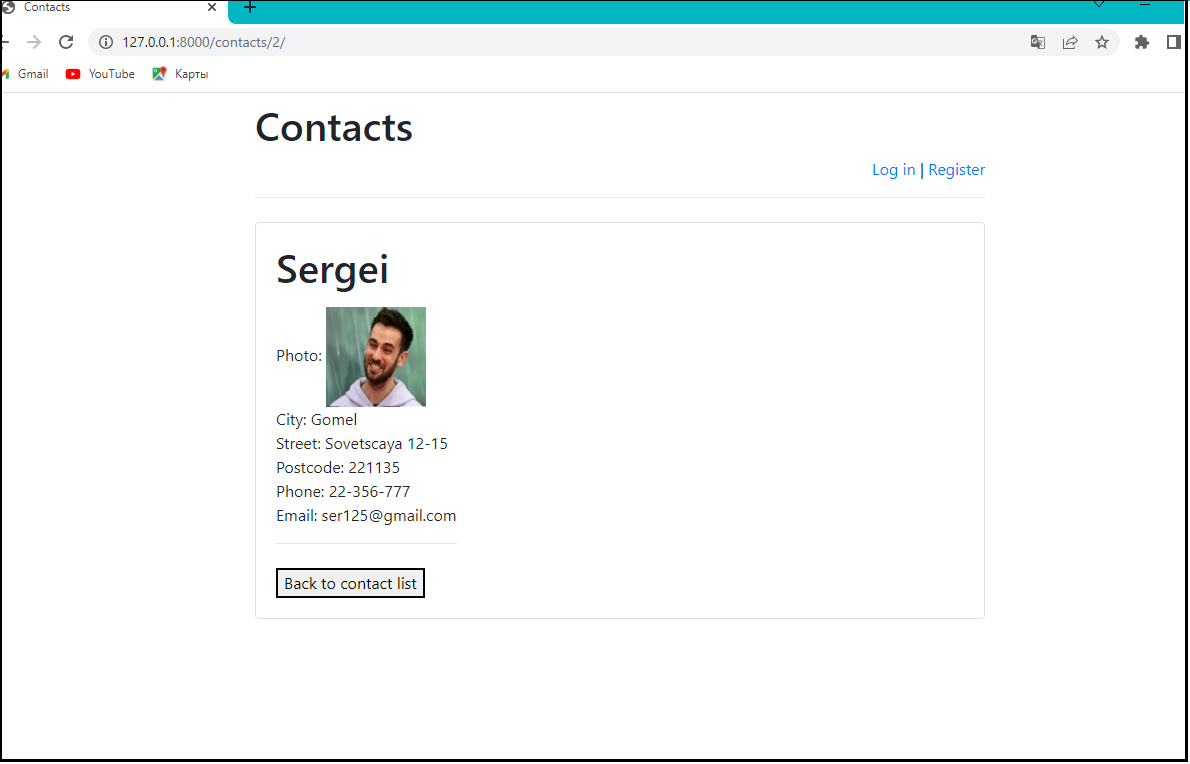 Contacts
127.0.0.1:8000/contacts/2/
Gmail YouTube Карты
Contacts
Log in | Register
Sergei
Photo:
City: Gomel
Street: Sovetscaya 12-15
Postcode: 221135
Phone: 22-356-777
Email: ser125@gmail.com
Back to contact list